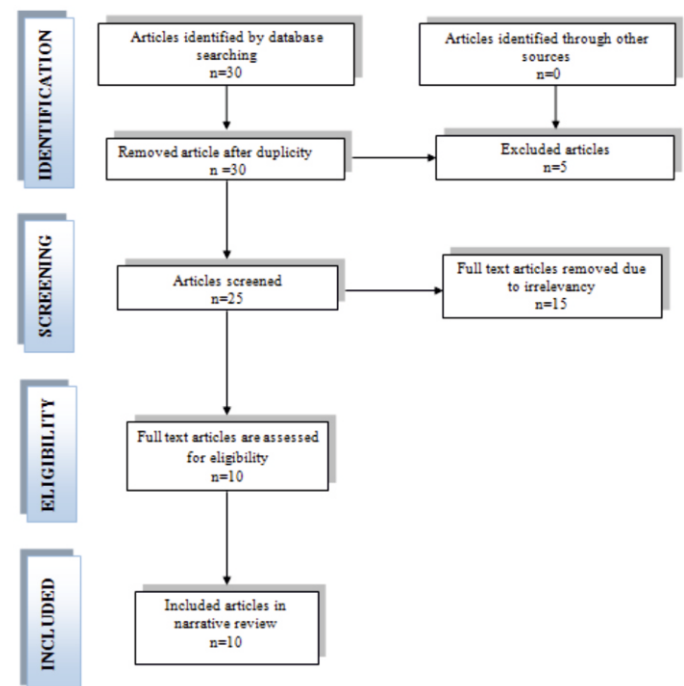 IDENTIFICATION
Articles identified by database
searching
n=30
Articles identified through other
sources
n=0
Removed article after duplicity
n =30
Excluded articles
n=5
SCREENING
Articles screened
n=25
Full text articles removed due
to irrelevancy
n=15
ELIGIBILITY
Full text articles are assessed
for eligibility
n=10
INCLUDED
Included articles in
narrative review
n=10